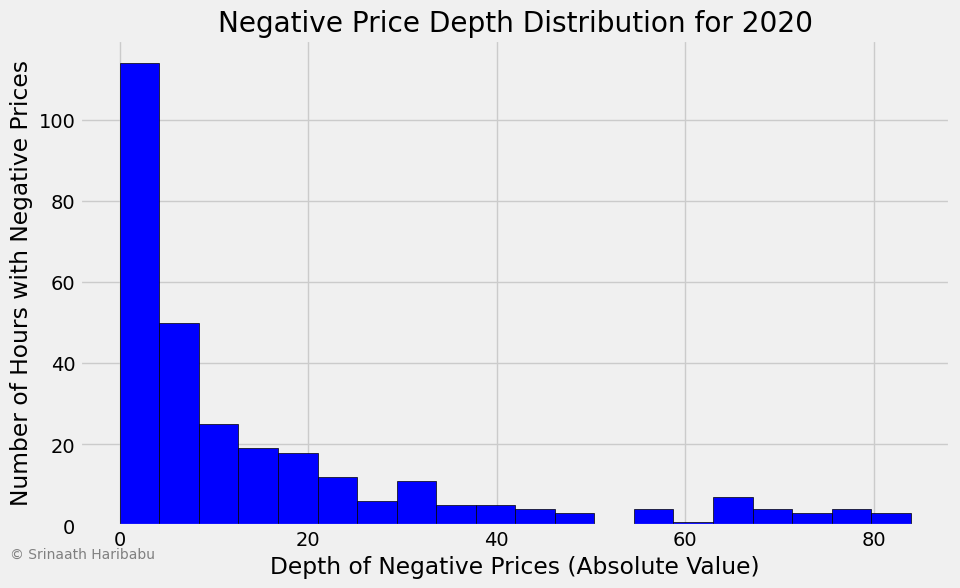 Negative Price Depth Distribution for 2020
Number of Hours with Negative Prices
100
80
60
40
20
0
0 20 40 60 80
Depth of Negative Prices (Absolute Value)
© Srinaath Haribabu